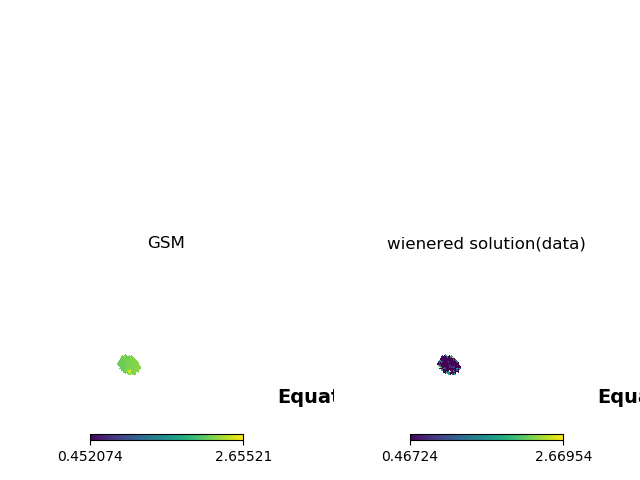 GSM
wienered solution(data)
Equat
Equa
0.452074 2.65521
0.46724 2.66954